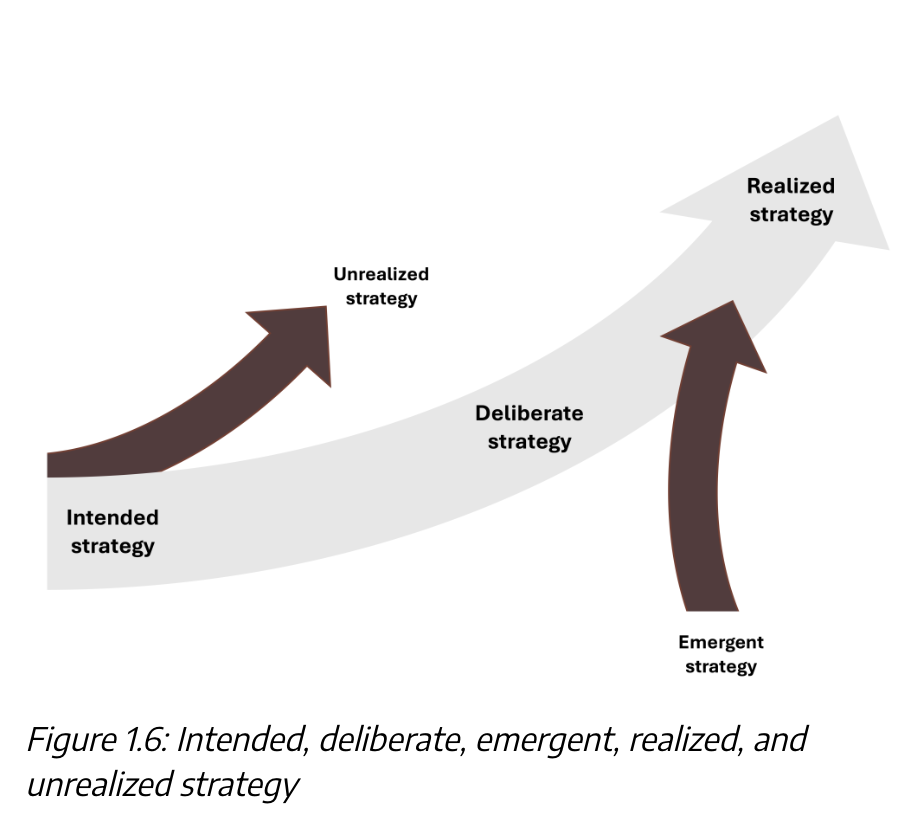 Realized
strategy
Unrealized
strategy
Deliberate
strategy
Intended
strategy
Emergent
strategy
Figure 1.6: Intended, deliberate, emergent, realized, and
unrealized strategy